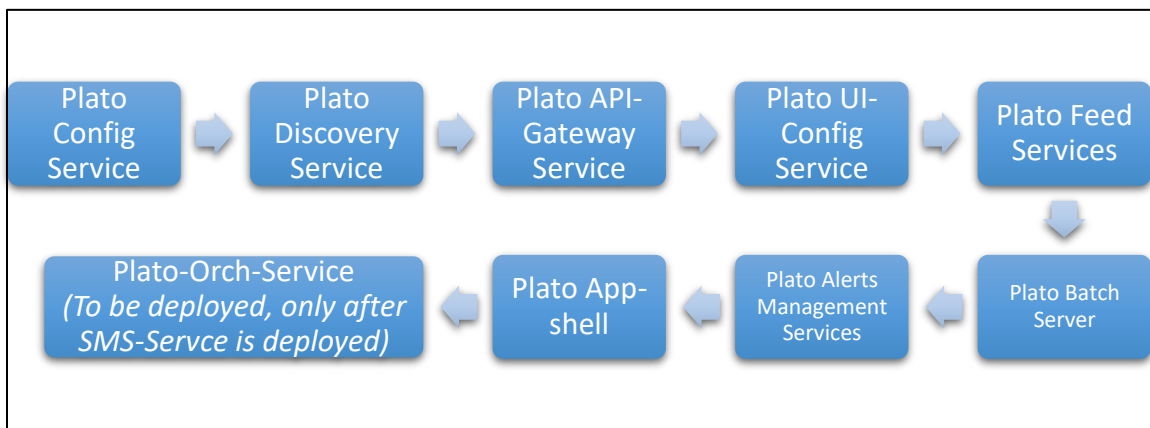 Plato
Config
Service
Plato
Discovery
Service
Plato API-
Gateway
Service
Plato UI-
Config
Service
Plato Feed
Services
Plato Batch
Server
Plato Alerts
Management
Services
Plato App-
shell
Plato-Orch-Service
(To be deployed, only after
SMS-Servce is deployed)